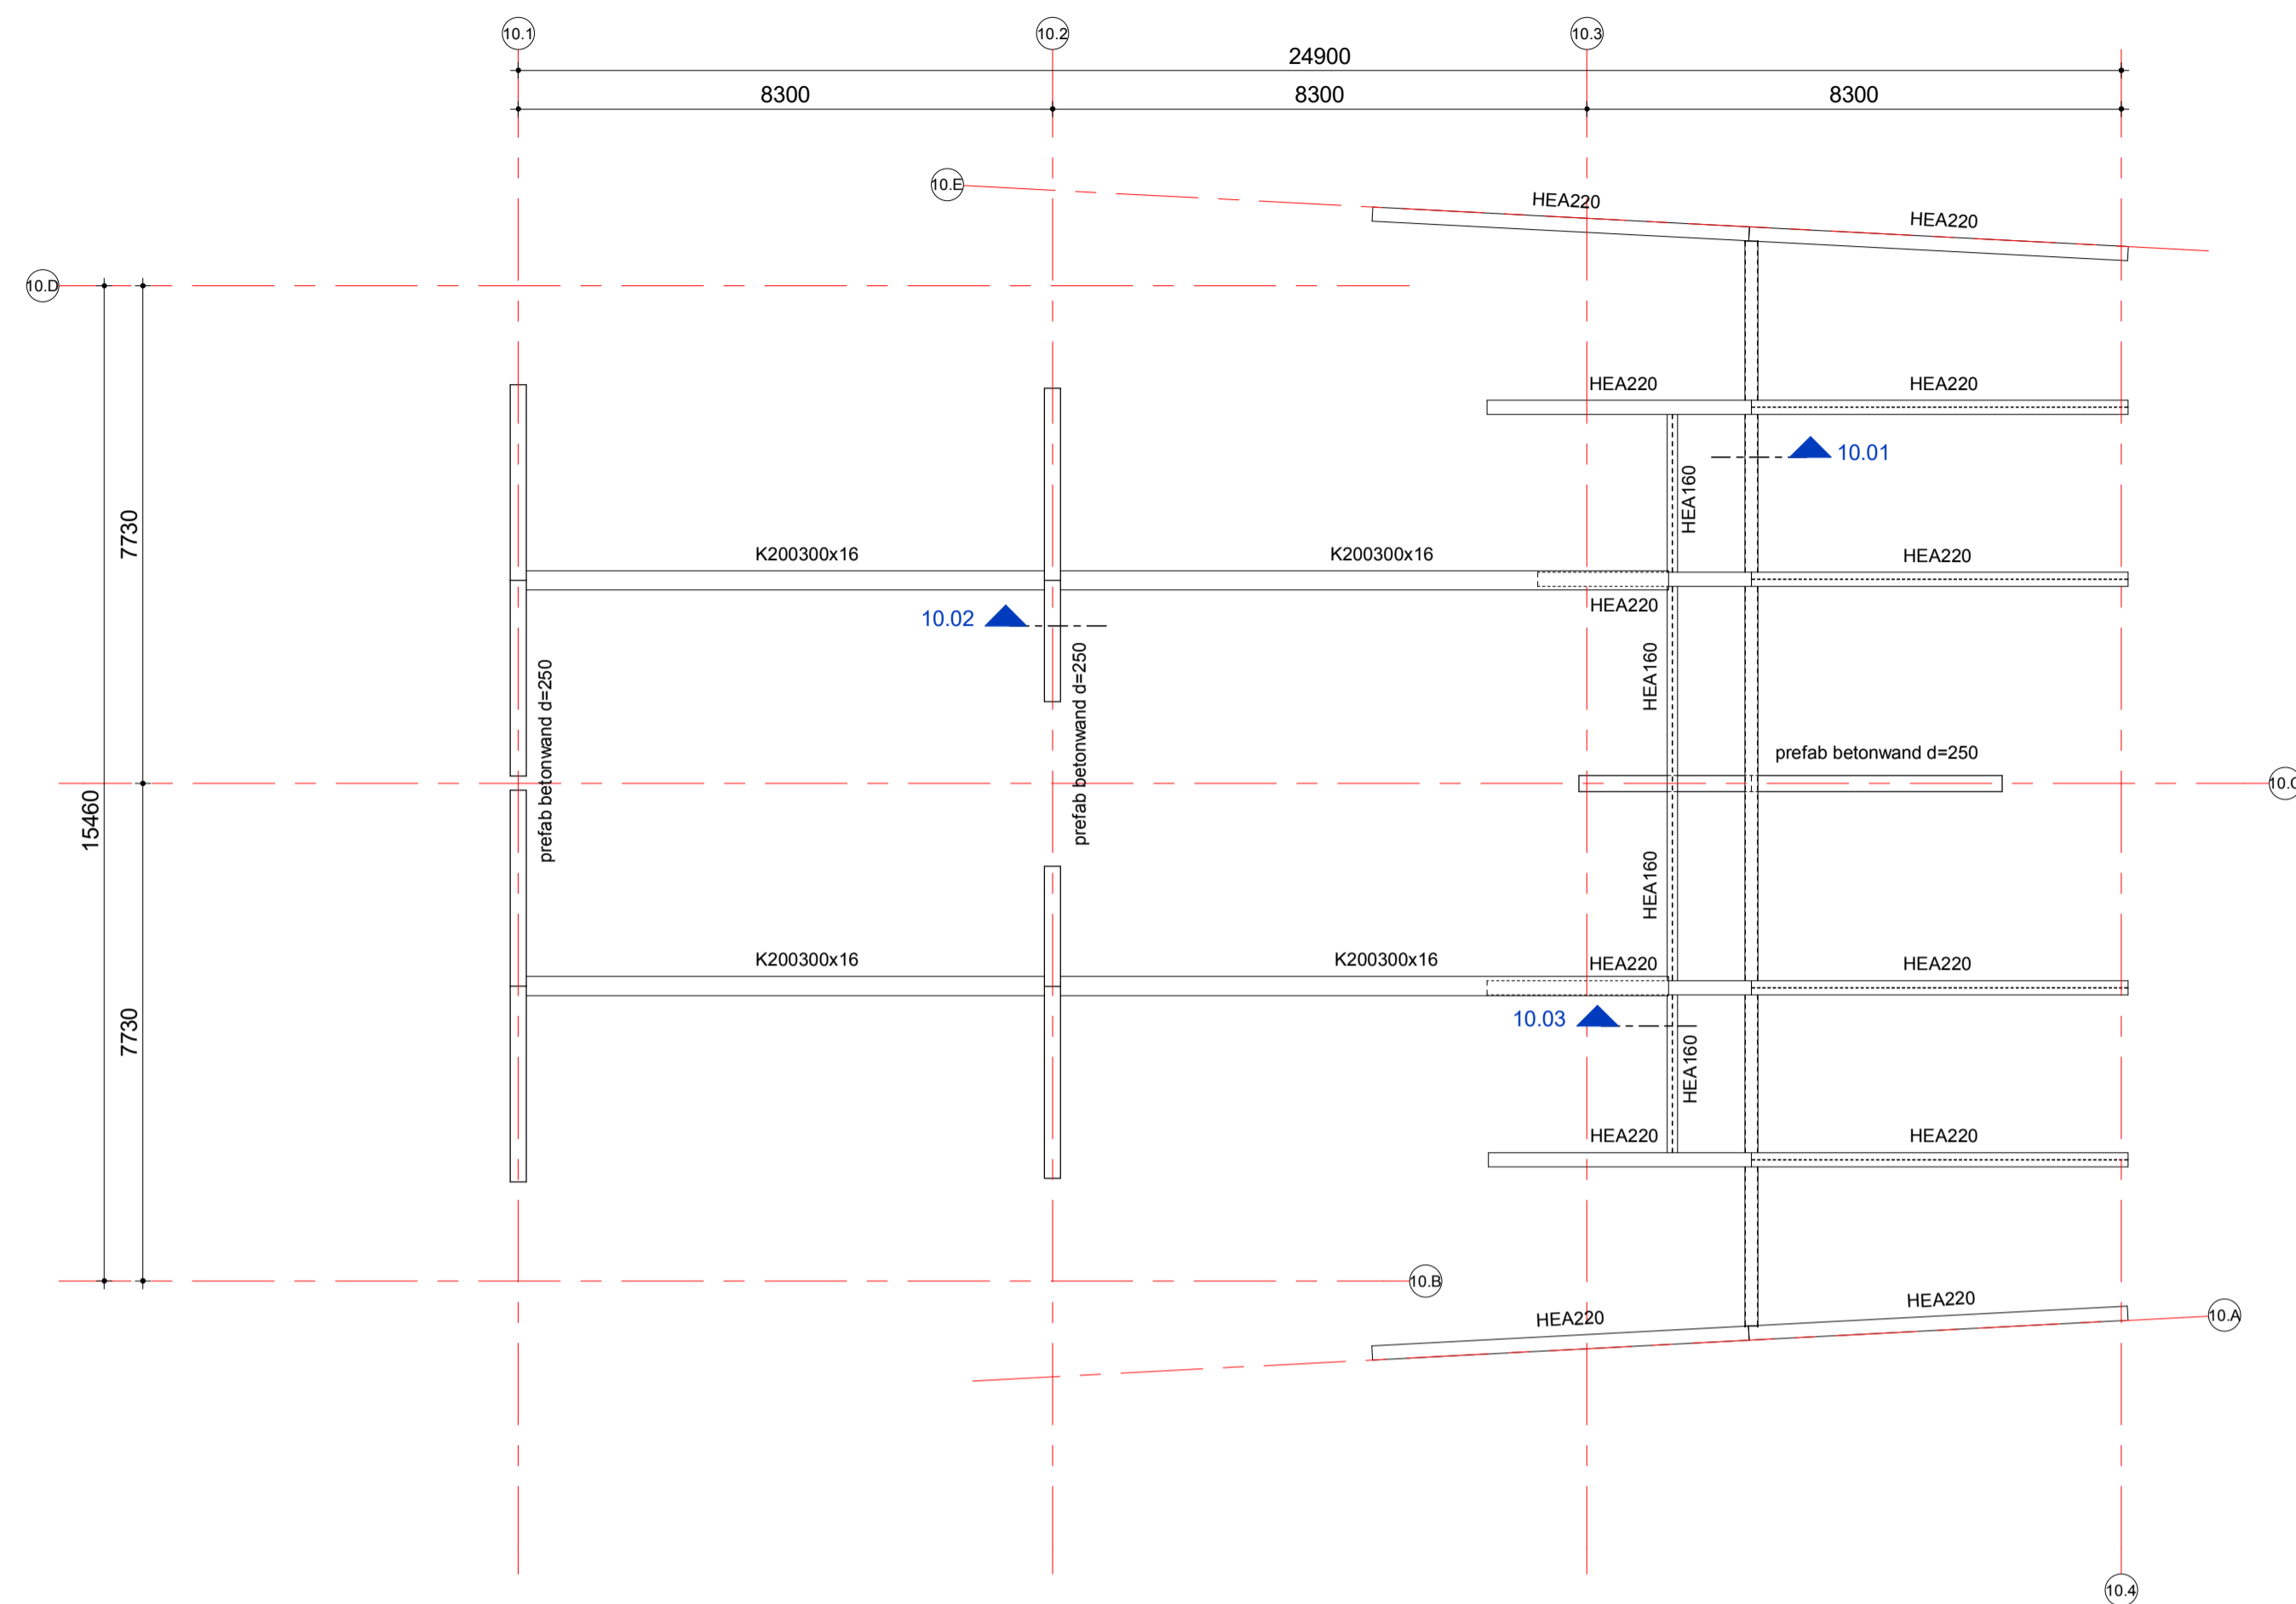 10.1
10.2
10.3
24900
8300
8300
8300
10.E
HEA220
HEA220
10.D
HEA220
HEA220
10.01
HEA160
7730
K200300x16
K200300x16
HEA220
HEA220
10.02
prefab betonwand d=250
prefab betonwand d=250
HEA160
prefab betonwand d=250
10.C
15460
HEA160
K200300x16
K200300x16
HEA220
HEA220
7730
10.03
HEA160
HEA220
HEA220
10.B
HEA220
HEA220
10.A
10.4